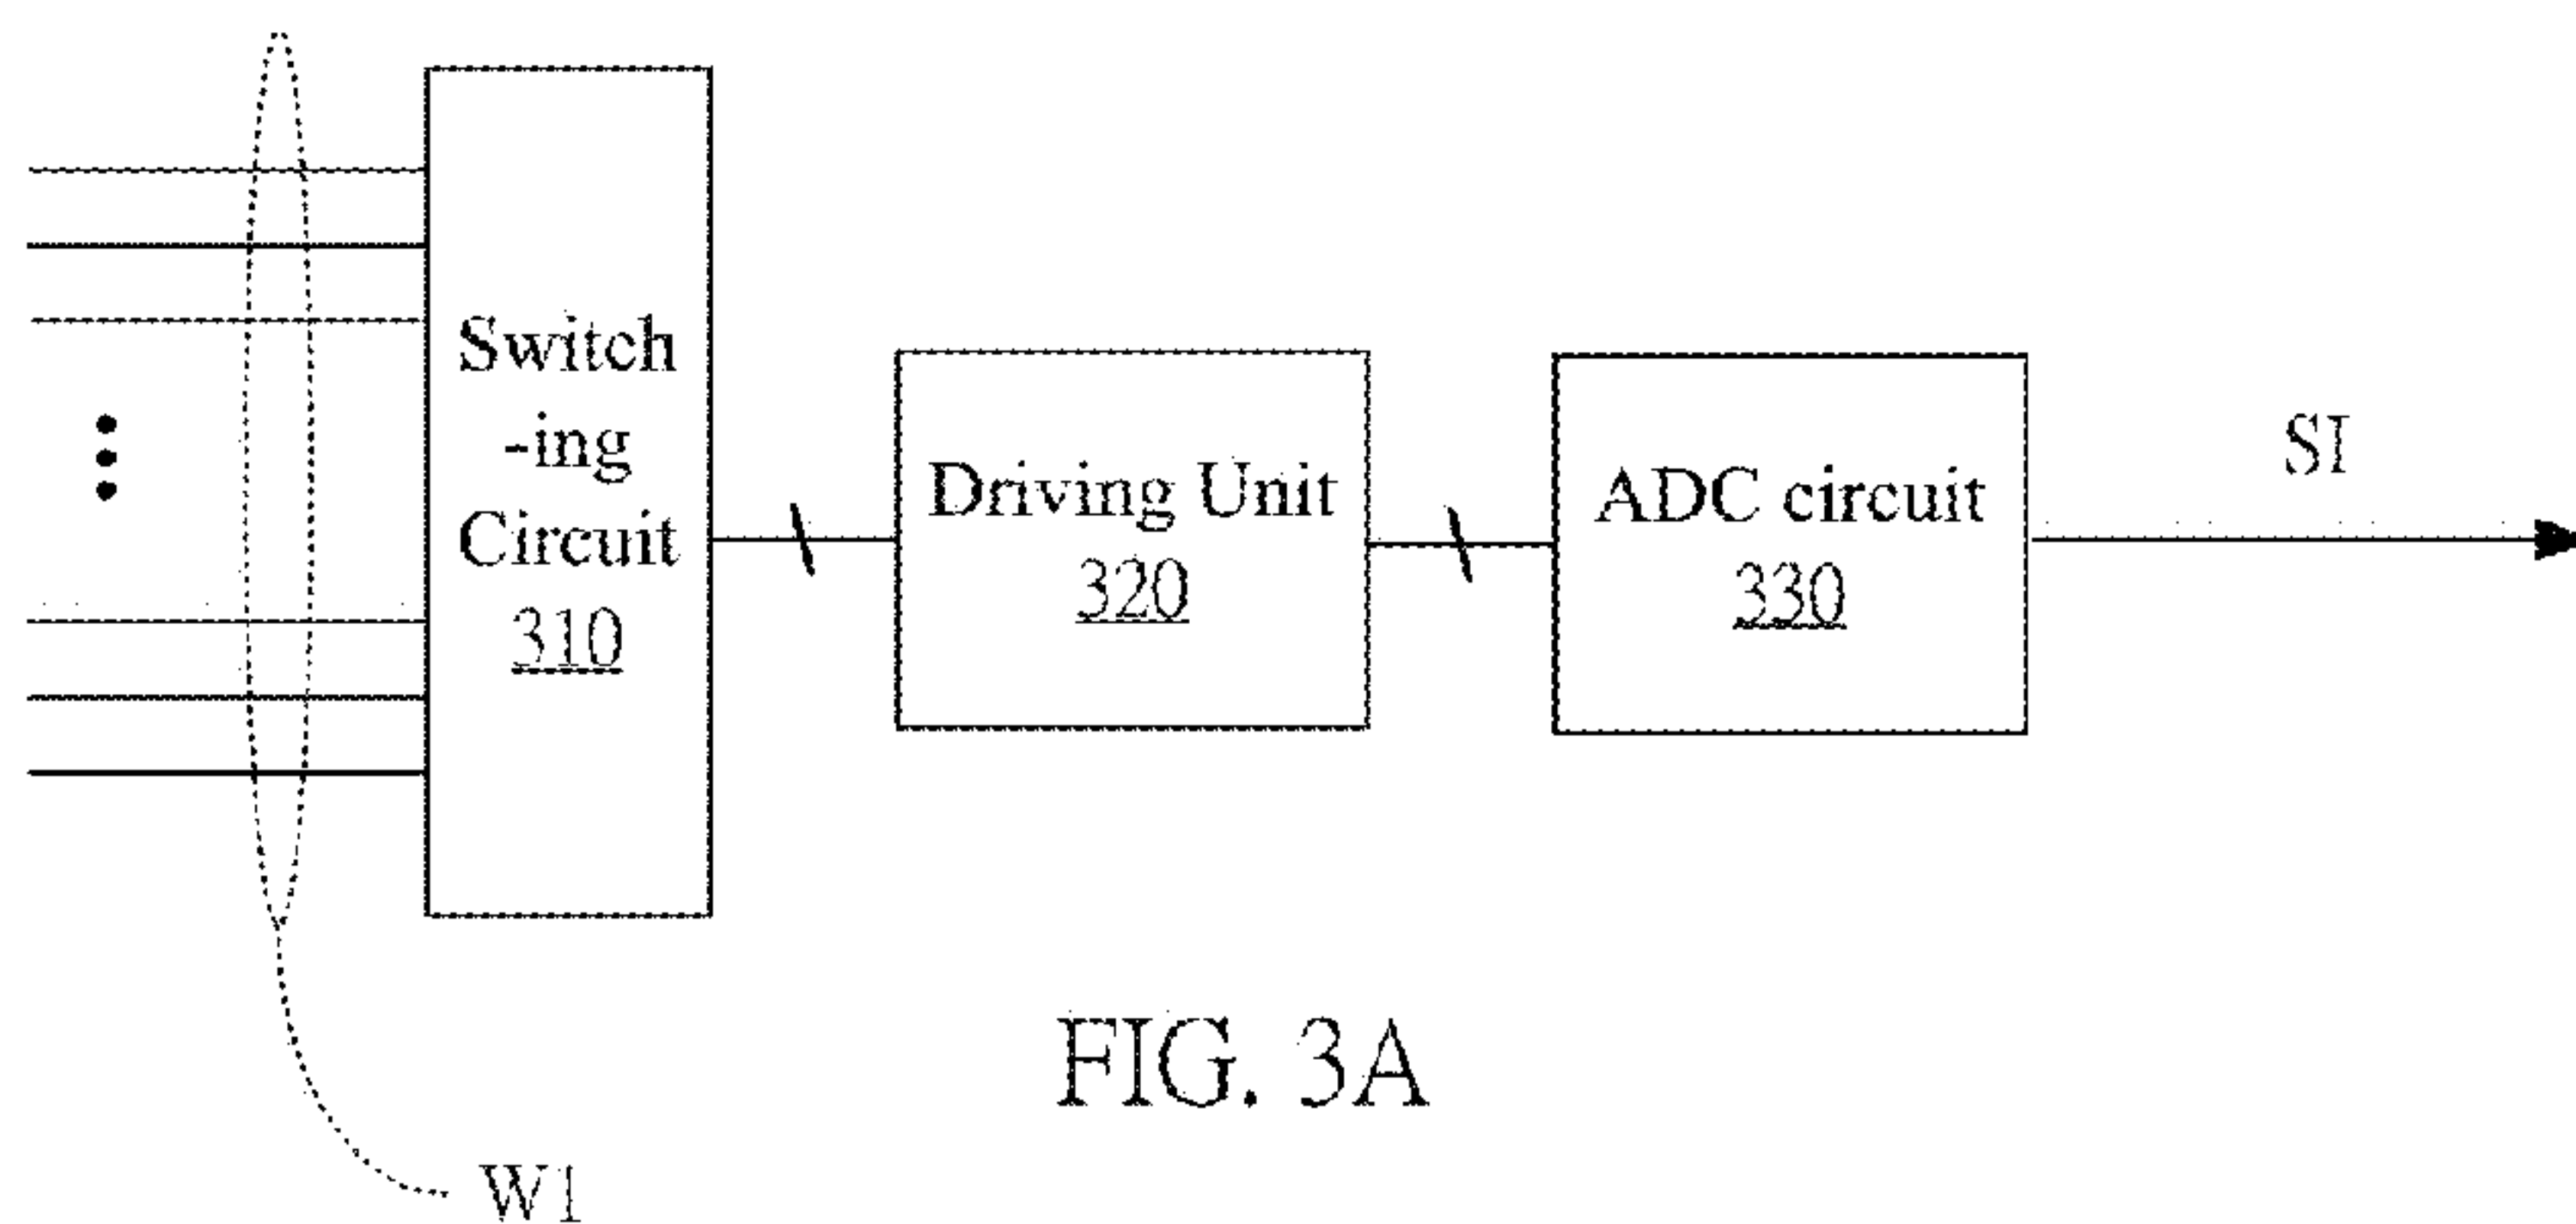 Switch
-ing
Circuit
310
Driving Unit
320
ADC circuit
330
SI
FIG. 3A
W1